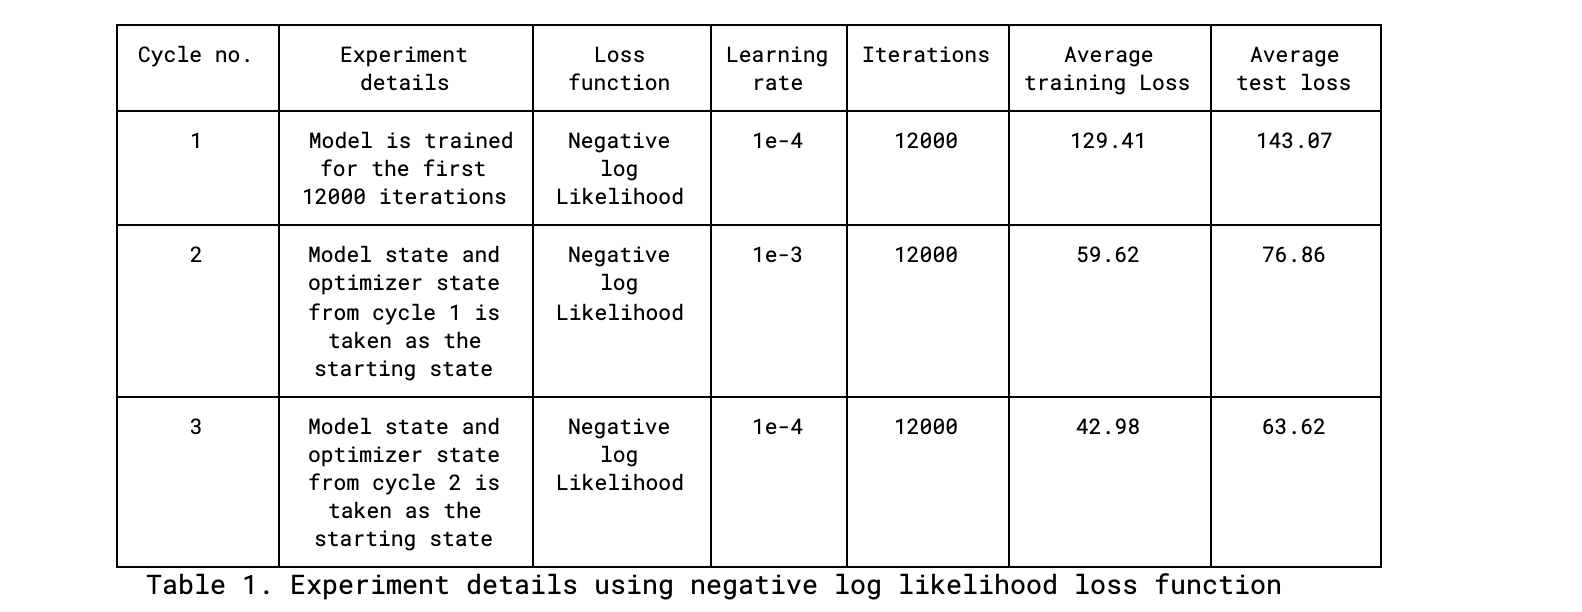 Cycle no.
Experiment
details
Loss
function
Learning
rate
Iterations
Average
training Loss
Average
test loss
1
Model is trained
for the first
12000 iterations
Negative
log
Likelihood
1e-4
12000
129.41
143.07
2
Model state and
optimizer state
from cycle 1 is
taken as the
starting state
Negative
log
Likelihood
1e-3
12000
59.62
76.86
3
Model state and
optimizer state
from cycle 2 is
taken as the
starting state
Negative
log
Likelihood
1e-4
12000
42.98
63.62
Table 1. Experiment details using negative log likelihood loss function